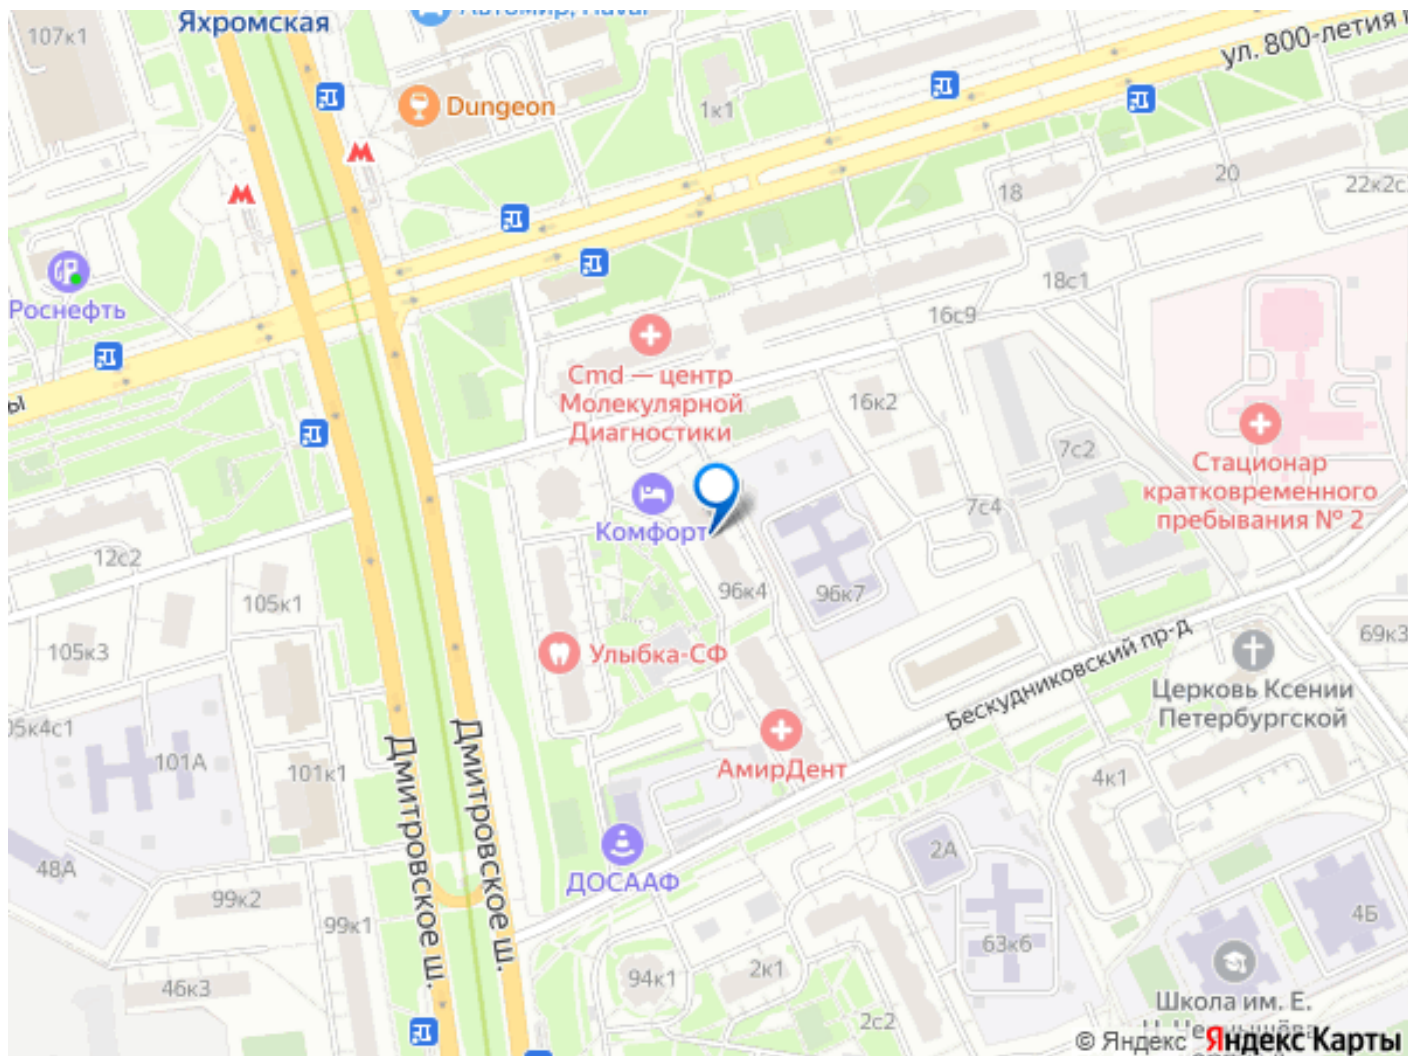 Яхромская
107к1
Автомир, Haval
ул. 800-летия
Dungeon
1к1
18
20
22к2с
Роснефть
18с1
16с9
Cmd — центр
Молекулярной
Диагностики
16к2
7с2
Стационар
кратковременного
пребывания № 2
ы
Комфорт
7с4
12с2
105к1
96к4
96к7
105к3
Улыбка-СФ
69к3
Бескудниковский пр-д
Церковь Ксении
Петербургской
05к4с1
101А
101к1
АмирДент
4к1
Дмитровское ш.
Дмитровское ш.
2А
48А
ДОСААФ
99к2
99к1
4Б
63к6
94к1
2к1
46к3
2с2
Школа им. Е.
© Яндекс Яндекс Карты